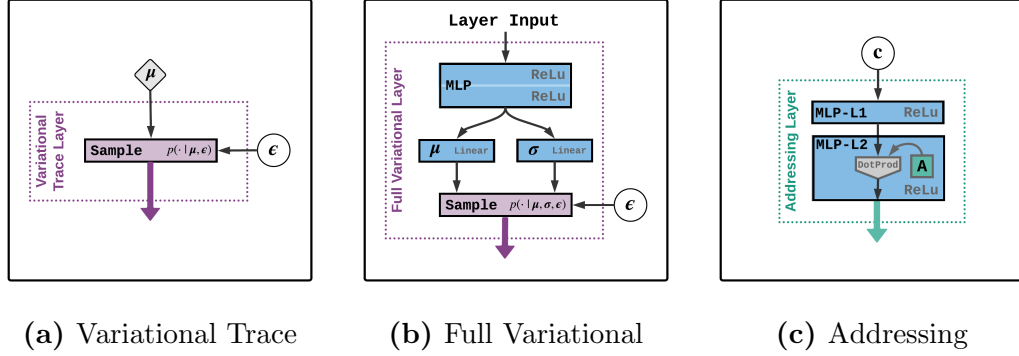 μ
Variational
Trace Layer
Sample p(· | μ, ϵ)
ϵ
(a) Variational Trace
Layer Input
Full Variational Layer
MLP
ReLu
ReLu
μ Linear
σ Linear
Sample p(· | μ, σ, ϵ)
ϵ
(b) Full Variational
c
Addressing Layer
MLP-L1 ReLu
MLP-L2
DotProd
A
ReLu
(c) Addressing